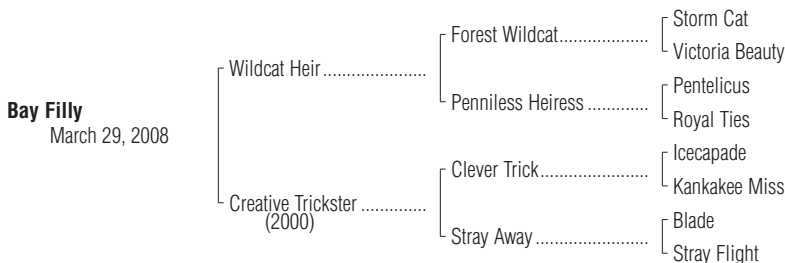 Storm Cat
Forest Wildcat....................
Victoria Beauty
Wildcat Heir.......................
Pentelicus
Penniless Heiress..............
Royal Ties
Bay Filly
March 29, 2008
Icecapade
Clever Trick.........................
Kankakee Miss
Creative Trickster..............
(2000)
Blade
Stray Away..........................
Stray Flight